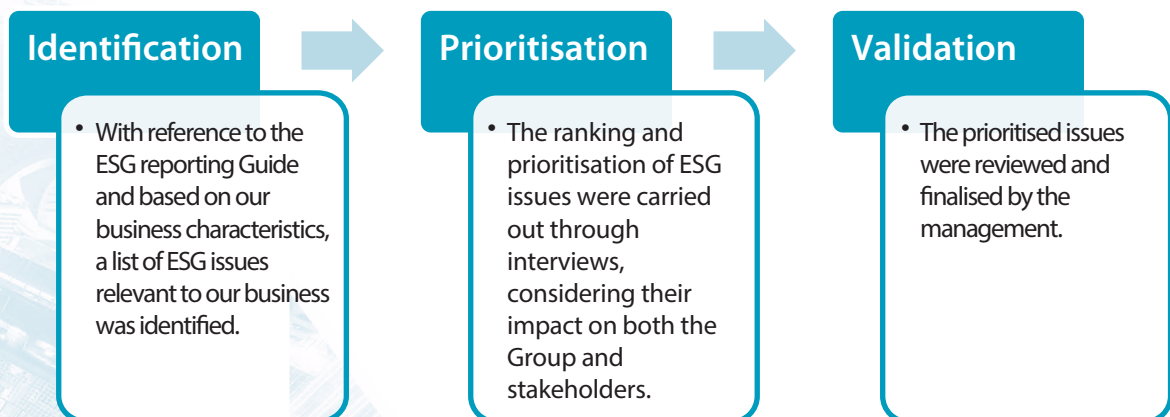 Identification
• With reference to the
ESG reporting Guide
and based on our
business characteristics,
a list of ESG issues
relevant to our business
was identified.
Prioritisation
• The ranking and
prioritisation of ESG
issues were carried
out through
interviews,
considering their
impact on both the
Group and
stakeholders.
Validation
• The prioritised issues
were reviewed and
finalised by the
management.